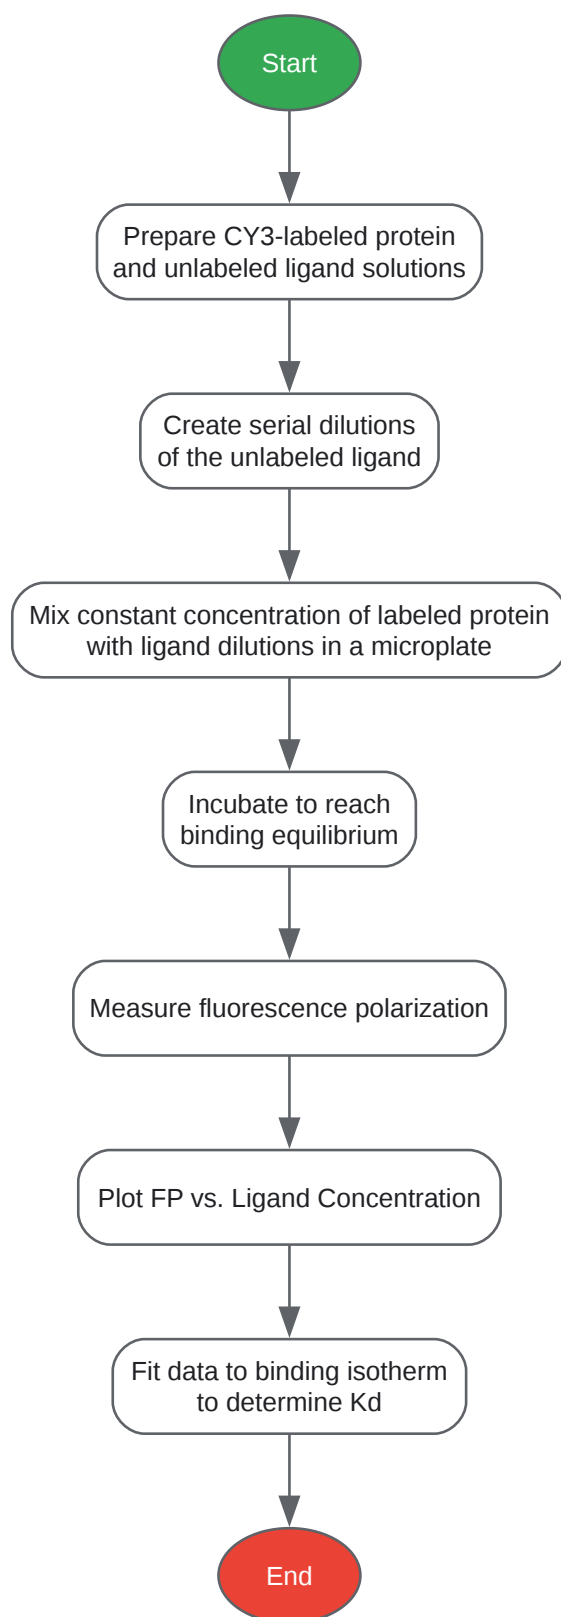 Start
Prepare CY3-labeled protein
and unlabeled ligand solutions
Create serial dilutions
of the unlabeled ligand
Mix constant concentration of labeled protein
with ligand dilutions in a microplate
Incubate to reach
binding equilibrium
Measure fluorescence polarization
Plot FP vs. Ligand Concentration
Fit data to binding isotherm
to determine Kd
End